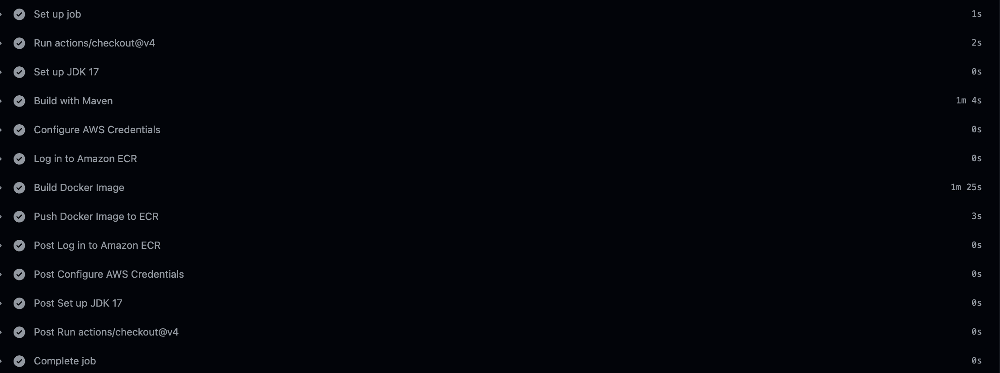 Set up job 1s
Run actions/checkout@v4 2s
Set up JDK 17 0s
Build with Maven 1m 4s
Configure AWS Credentials 0s
Log in to Amazon ECR 0s
Build Docker Image 1m 25s
Push Docker Image to ECR 3s
Post Log in to Amazon ECR 0s
Post Configure AWS Credentials 0s
Post Set up JDK 17 0s
Post Run actions/checkout@v4 0s
Complete job 0s